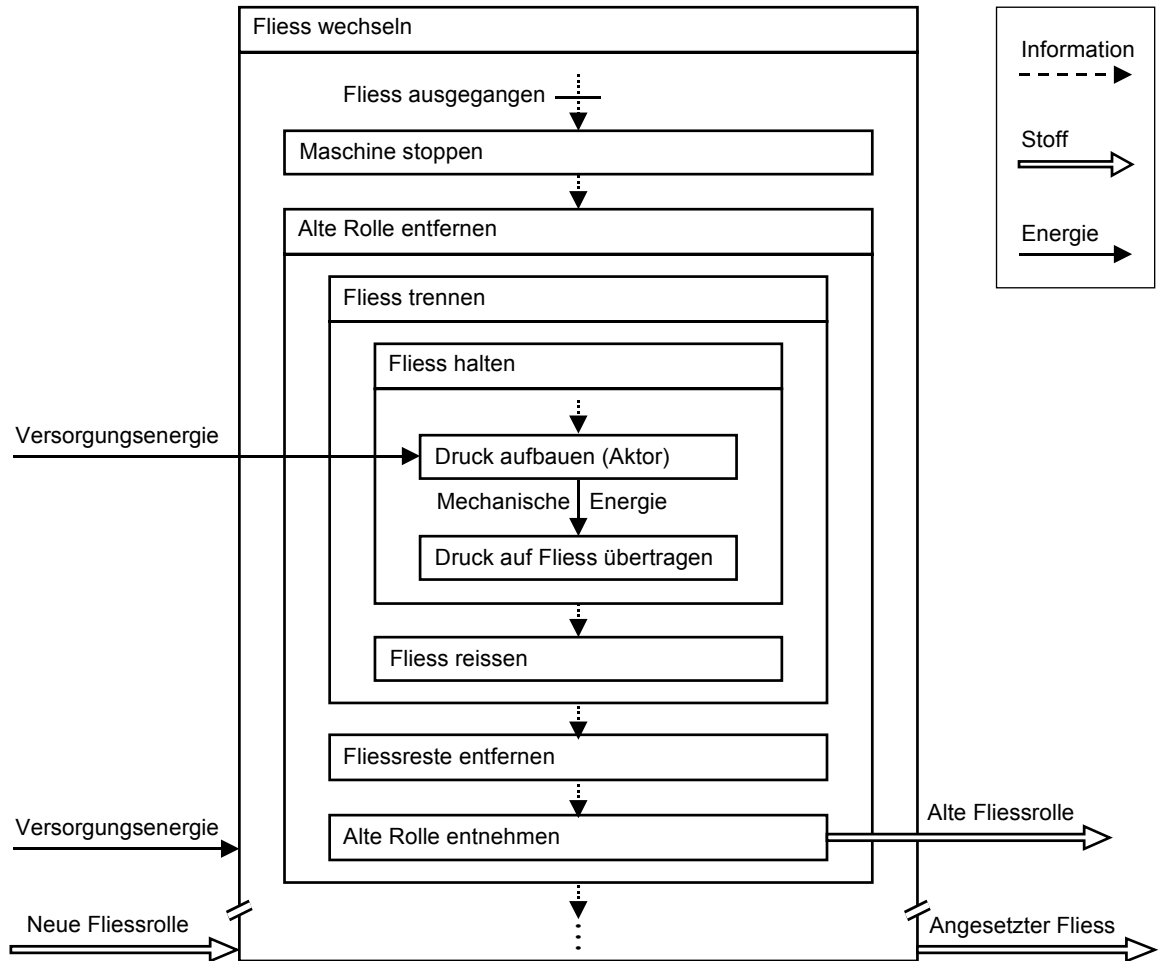 Fliess wechseln
Information
Fliess ausgegangen
Maschine stoppen
Stoff
Alte Rolle entfernen
Energie
Fliess trennen
Fliess halten
Versorgungsenergie
Druck aufbauen (Aktor)
Mechanische Energie
Druck auf Fliess übertragen
Fliess reissen
Fliessreste entfernen
Versorgungsenergie
Alte Rolle entnehmen
Alte Fliessrolle
Neue Fliessrolle
Angesetzter Fliess